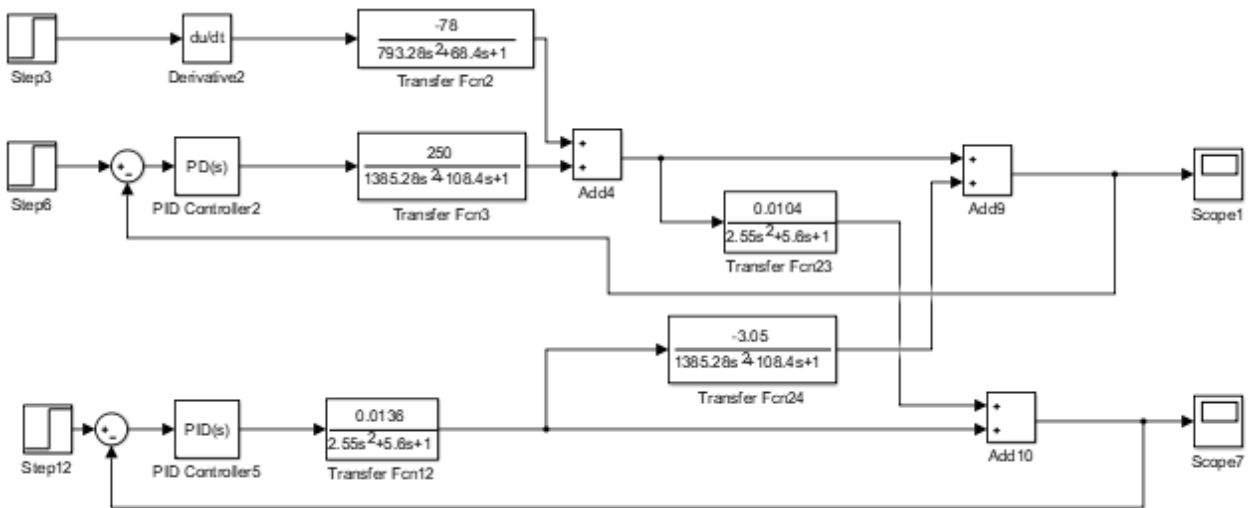 Step3
du/dt
Derivative2
-78
793.28s²+68.4s+1
Transfer Fcn2
Step6
+
-
PD(s)
PID Controller2
250
1385.28s²+108.4s+1
Transfer Fcn3
+
+
Add4
+
+
Add9
Scope1
0.0104
2.55s²+5.6s+1
Transfer Fcn23
-3.05
1385.28s²+108.4s+1
Transfer Fcn24
Step12
+
-
PID(s)
PID Controller5
0.0136
2.55s²+5.6s+1
Transfer Fcn12
+
+
Add10
Scope7